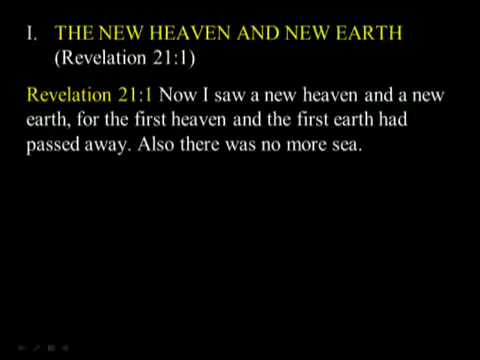 I. THE NEW HEAVEN AND NEW EARTH
(Revelation 21:1)
Revelation 21:1 Now I saw a new heaven and a new
earth, for the first heaven and the first earth had
passed away. Also there was no more sea.